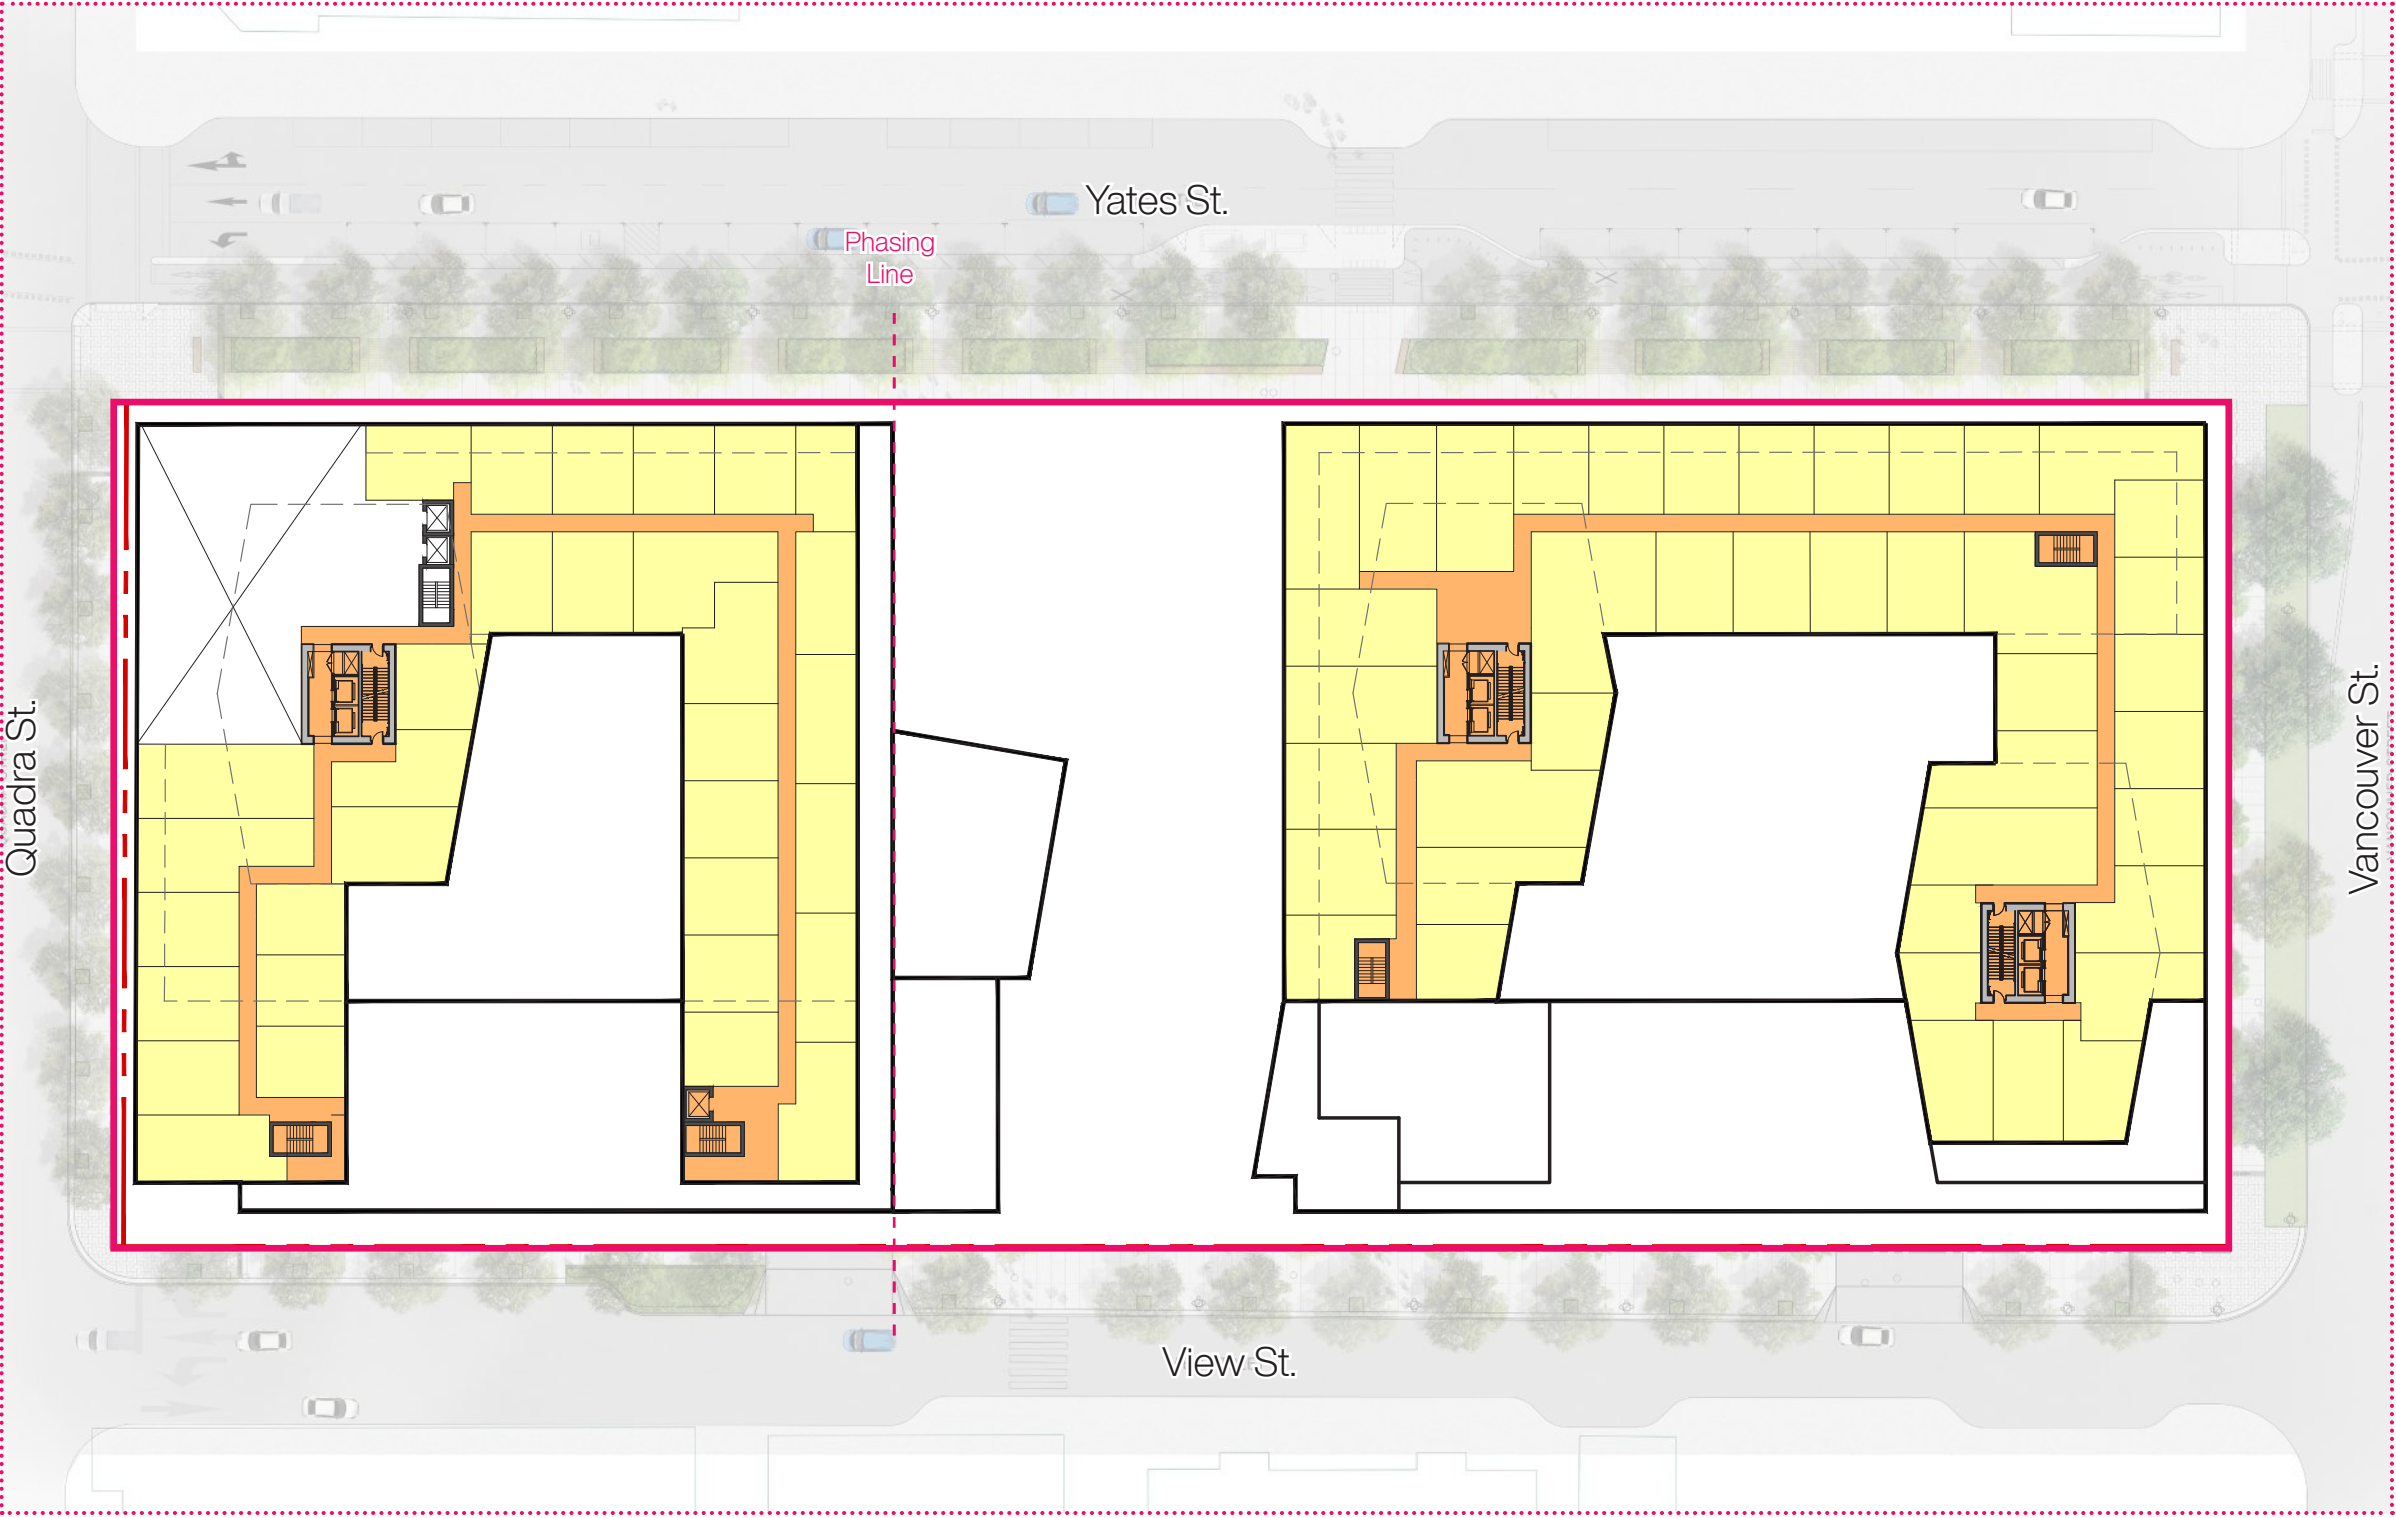 Yates St.
Phasing
Line
Quadra St.
Vancouver St.
View St.